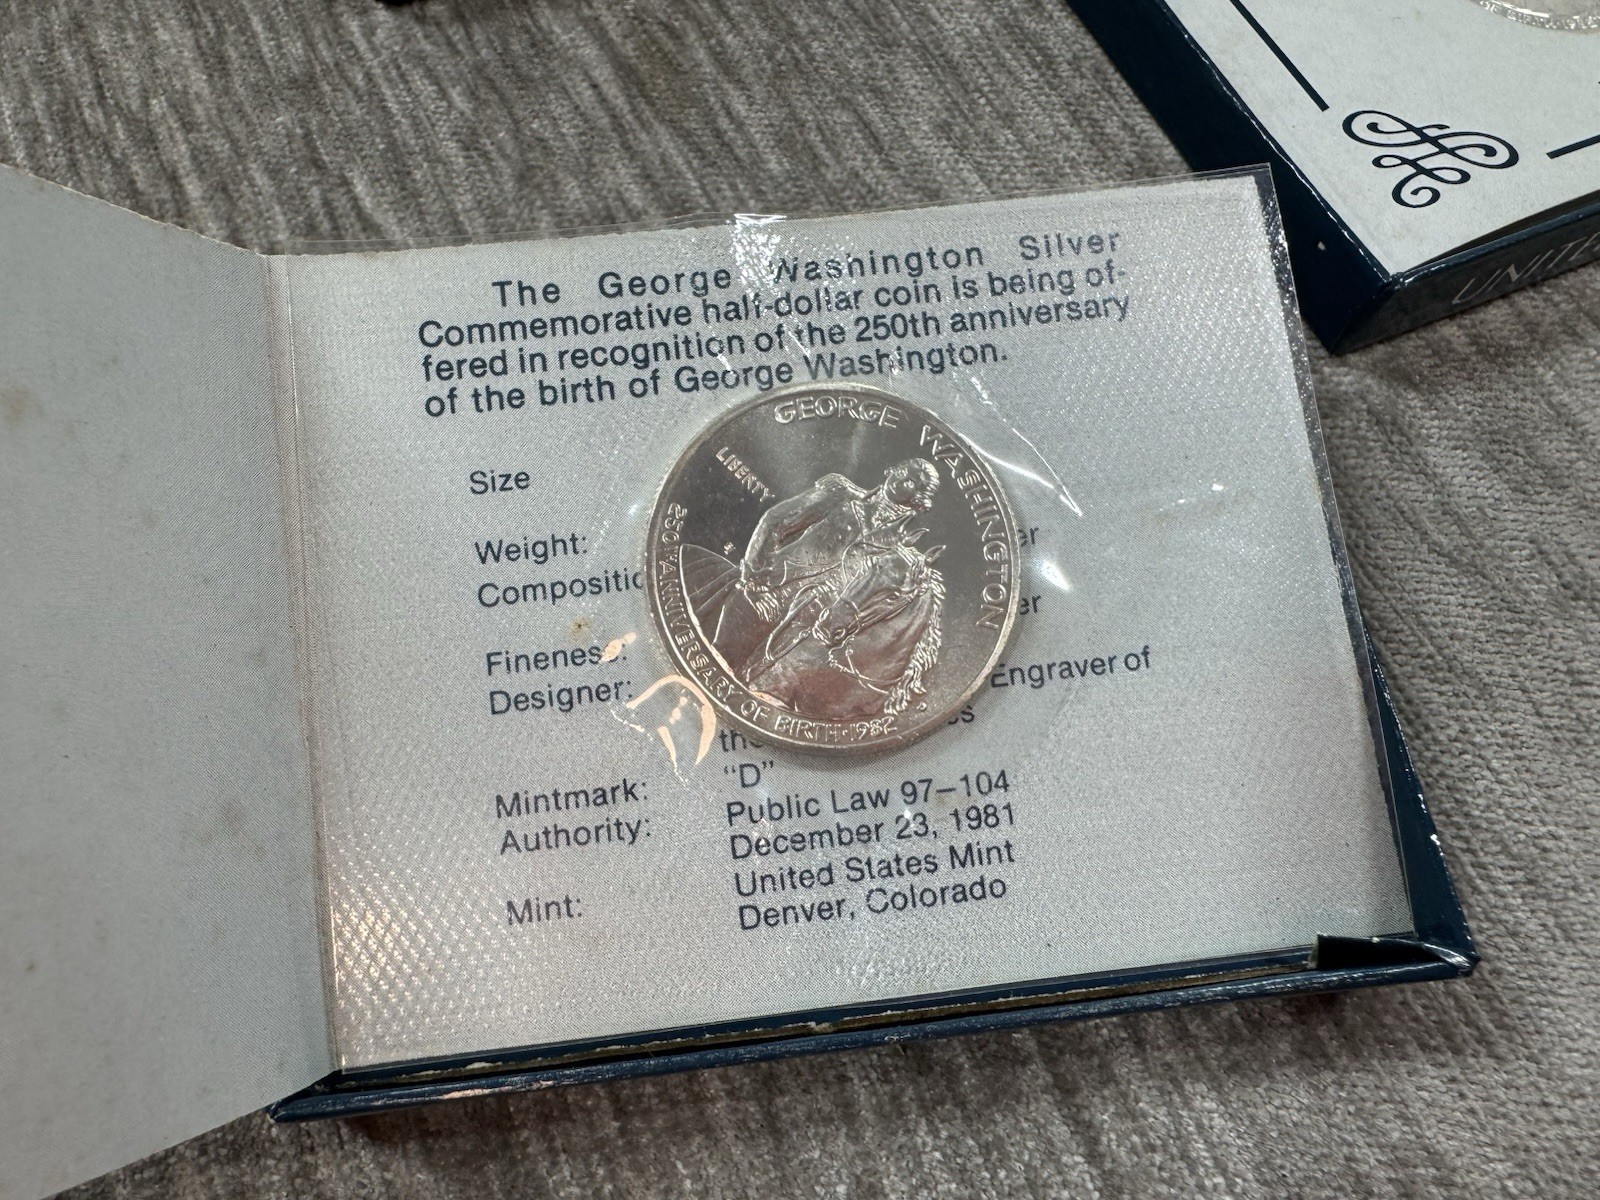 The George Washington Silver
Commemorative half-dollar coin is being of-
fered in recognition of the 250th anniversary
of the birth of George Washington.
Size
Weight:
Compositio
Fineness:
Designer: Engraver of
the
Mintmark: "D"
Authority: Public Law 97–104
December 23, 1981
Mint: United States Mint
Denver, Colorado
GEORGE WASHINGTON
LIBERTY
250TH ANNIVERSARY OF BIRTH·1982
D